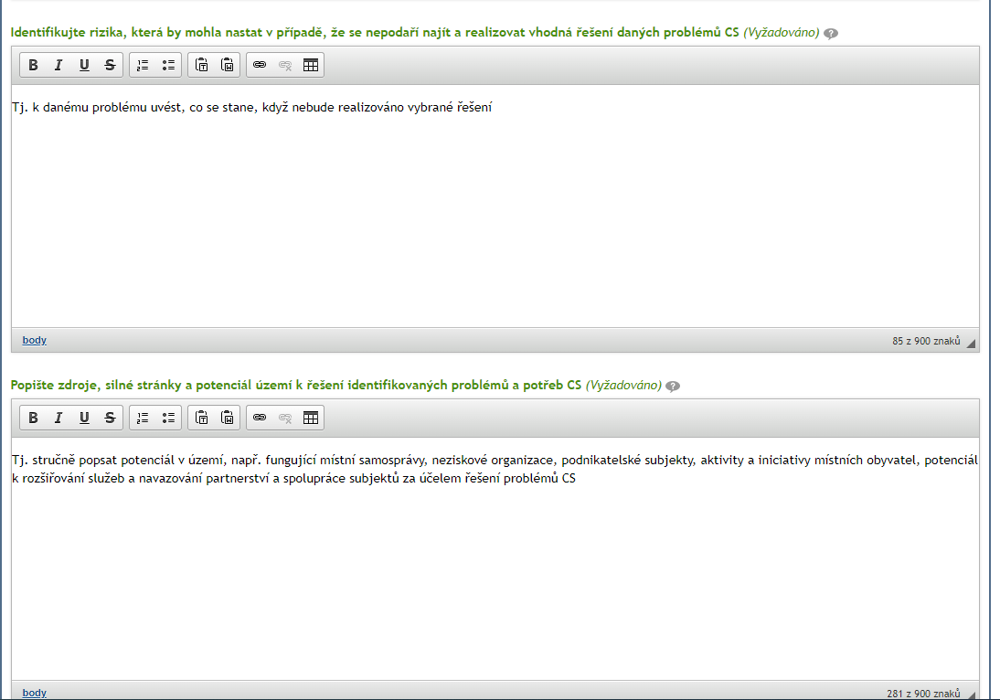 Identifikujte rizika, která by mohla nastat v případě, že se nepodaří najít a realizovat vhodná řešení daných problémů CS (Vyžadováno) ?
B I U S
Tj. k danému problému uvést, co se stane, když nebude realizováno vybrané řešení
body
85 z 900 znaků
Popište zdroje, silné stránky a potenciál území k řešení identifikovaných problémů a potřeb CS (Vyžadováno) ?
B I U S
Tj. stručně popsat potenciál v území, např. fungující místní samosprávy, neziskové organizace, podnikatelské subjekty, aktivity a iniciativy místních obyvatel, potenciál
k rozšiřování služeb a navazování partnerství a spolupráce subjektů za účelem řešení problémů CS
body
281 z 900 znaků